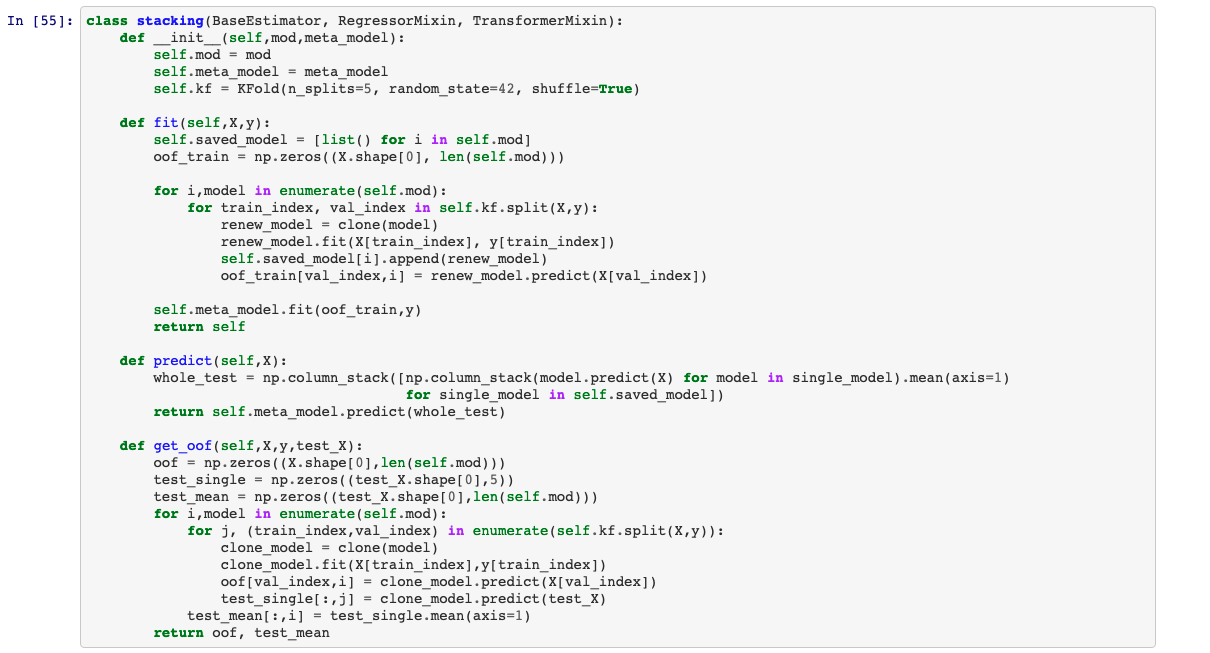 In [55]: class stacking(BaseEstimator, RegressorMixin, TransformerMixin):
    def __init__(self,mod,meta_model):
        self.mod = mod
        self.meta_model = meta_model
        self.kf = KFold(n_splits=5, random_state=42, shuffle=True)

    def fit(self,X,y):
        self.saved_model = [list() for i in self.mod]
        oof_train = np.zeros((X.shape[0], len(self.mod)))

        for i,model in enumerate(self.mod):
            for train_index, val_index in self.kf.split(X,y):
                renew_model = clone(model)
                renew_model.fit(X[train_index], y[train_index])
                self.saved_model[i].append(renew_model)
                oof_train[val_index,i] = renew_model.predict(X[val_index])

        self.meta_model.fit(oof_train,y)
        return self

    def predict(self,X):
        whole_test = np.column_stack([np.column_stack(model.predict(X) for model in single_model).mean(axis=1)
                                      for single_model in self.saved_model])
        return self.meta_model.predict(whole_test)

    def get_oof(self,X,y,test_X):
        oof = np.zeros((X.shape[0],len(self.mod)))
        test_single = np.zeros((test_X.shape[0],5))
        test_mean = np.zeros((test_X.shape[0],len(self.mod)))
        for i,model in enumerate(self.mod):
            for j, (train_index,val_index) in enumerate(self.kf.split(X,y)):
                clone_model = clone(model)
                clone_model.fit(X[train_index],y[train_index])
                oof[val_index,i] = clone_model.predict(X[val_index])
                test_single[:,j] = clone_model.predict(test_X)
            test_mean[:,i] = test_single.mean(axis=1)
        return oof, test_mean